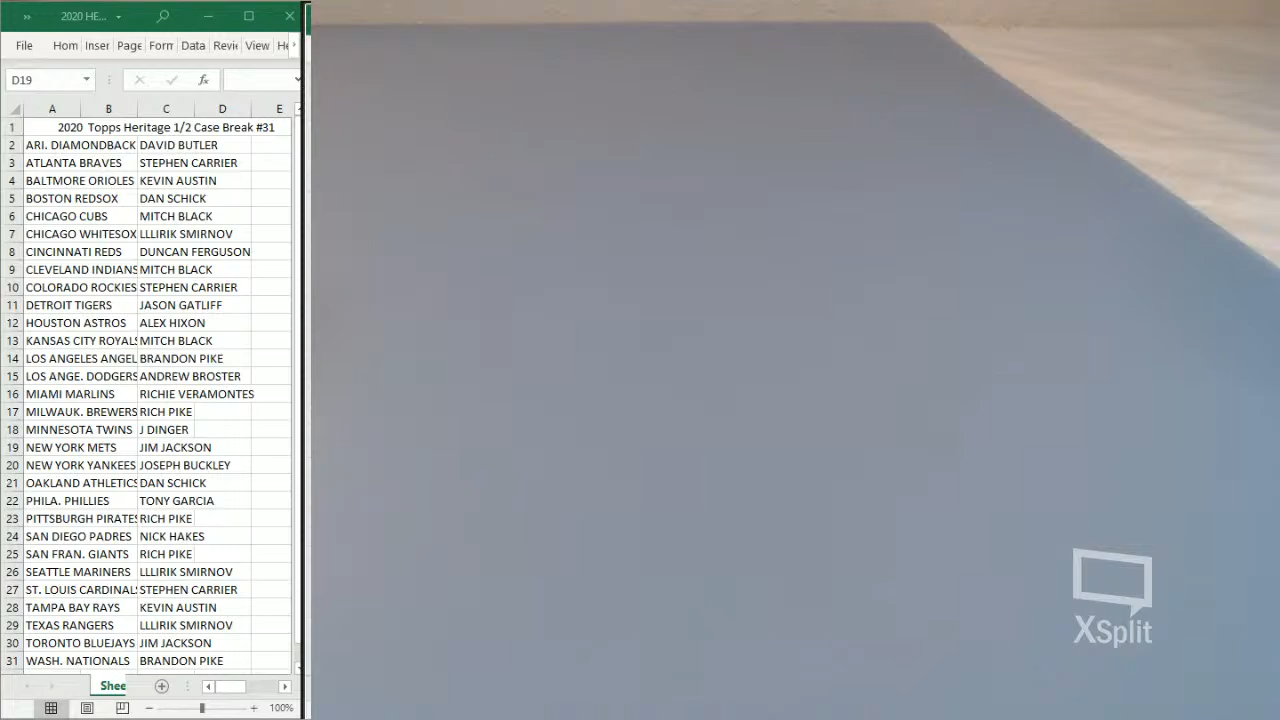 2020 HE...
File Hom Inser Page Forr Data Revi View He
D19
A B C D E
1 2020 Topps Heritage 1/2 Case Break #31
2 ARI. DIAMONDBACK DAVID BUTLER
3 ATLANTA BRAVES STEPHEN CARRIER
4 BALTMORE ORIOLES KEVIN AUSTIN
5 BOSTON REDSOX DAN SCHICK
6 CHICAGO CUBS MITCH BLACK
7 CHICAGO WHITESOX LLLIRIK SMIRNOV
8 CINCINNATI REDS DUNCAN FERGUSON
9 CLEVELAND INDIANS MITCH BLACK
10 COLORADO ROCKIES STEPHEN CARRIER
11 DETROIT TIGERS JASON GATLIFF
12 HOUSTON ASTROS ALEX HIXON
13 KANSAS CITY ROYALS MITCH BLACK
14 LOS ANGELES ANGEL BRANDON PIKE
15 LOS ANGE. DODGERS ANDREW BROSTER
16 MIAMI MARLINS RICHIE VERAMONTES
17 MILWAUK. BREWERS RICH PIKE
18 MINNESOTA TWINS J DINGER
19 NEW YORK METS JIM JACKSON
20 NEW YORK YANKEES JOSEPH BUCKLEY
21 OAKLAND ATHLETICS DAN SCHICK
22 PHILA. PHILLIES TONY GARCIA
23 PITTSBURGH PIRATES RICH PIKE
24 SAN DIEGO PADRES NICK HAKES
25 SAN FRAN. GIANTS RICH PIKE
26 SEATTLE MARINERS LLLIRIK SMIRNOV
27 ST. LOUIS CARDINALS STEPHEN CARRIER
28 TAMPA BAY RAYS KEVIN AUSTIN
29 TEXAS RANGERS LLLIRIK SMIRNOV
30 TORONTO BLUEJAYS JIM JACKSON
31 WASH. NATIONALS BRANDON PIKE
Shee
100%
XSplit